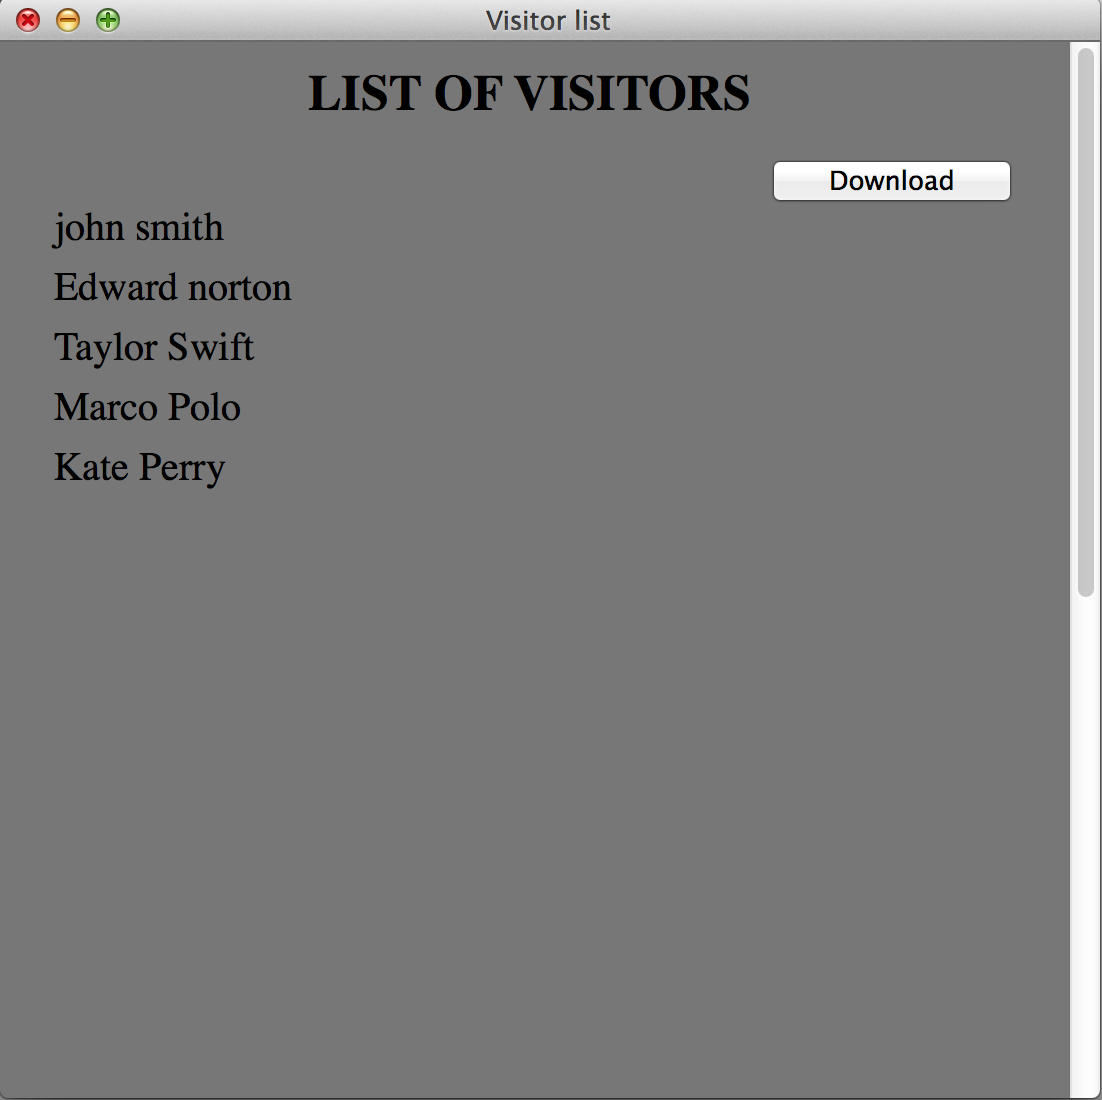 Visitor list
LIST OF VISITORS
Download
john smith
Edward norton
Taylor Swift
Marco Polo
Kate Perry